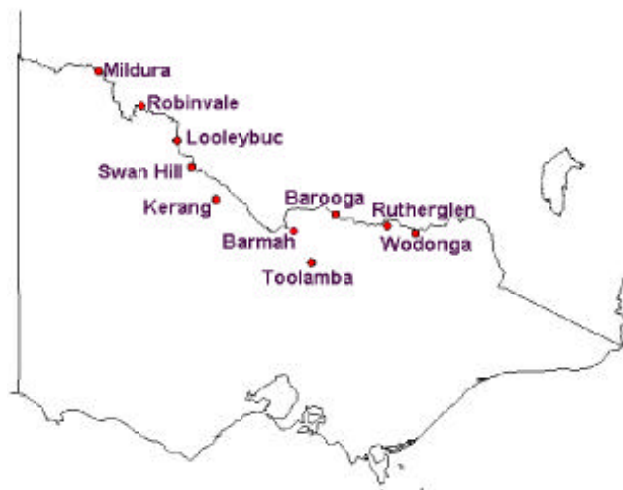 Mildura
Robinvale
Looleybuc
Swan Hill
Kerang
Barooga
Rutherglen
Barmah
Wodonga
Toolamba